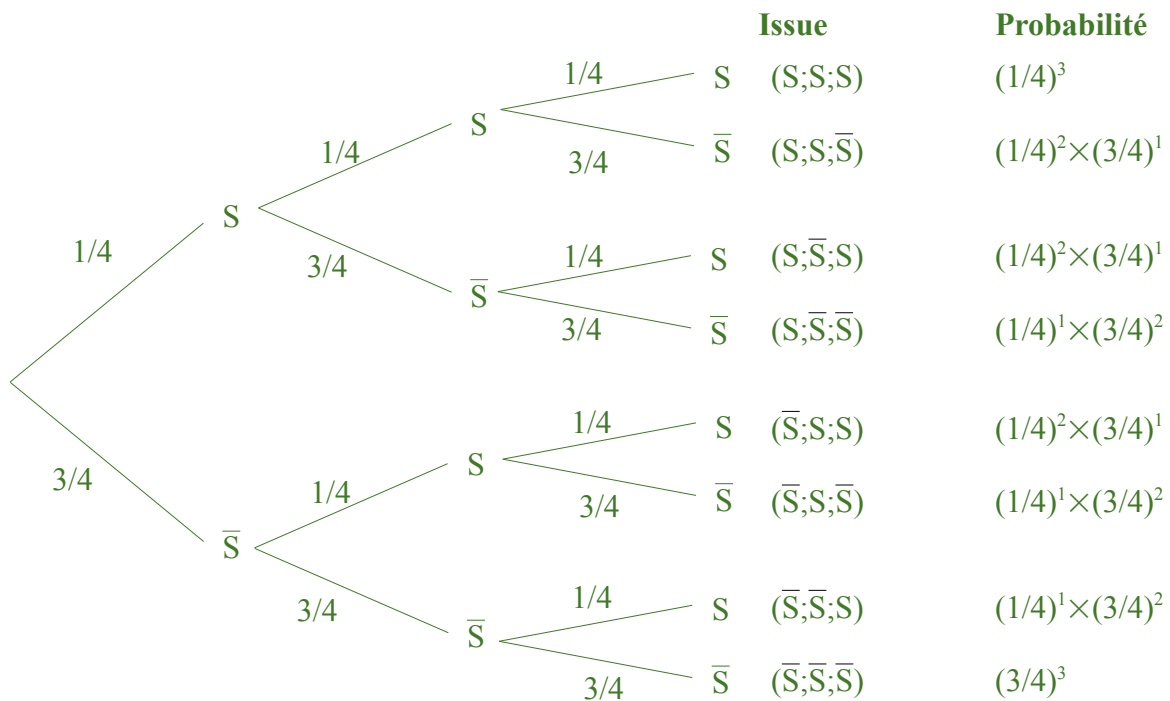 Issue Probabilité
1/4 S (S;S;S) (1/4)³
S
1/4 3/4 S̅ (S;S;S̅) (1/4)²×(3/4)¹
S
1/4 3/4 1/4 S (S;S̅;S) (1/4)²×(3/4)¹
S̅
3/4 S̅ (S;S̅;S̅) (1/4)¹×(3/4)²
1/4 S (S̅;S;S) (1/4)²×(3/4)¹
3/4 S
1/4 3/4 S̅ (S̅;S;S̅) (1/4)¹×(3/4)²
S̅
3/4 1/4 S (S̅;S̅;S) (1/4)¹×(3/4)²
S̅
3/4 S̅ (S̅;S̅;S̅) (3/4)³